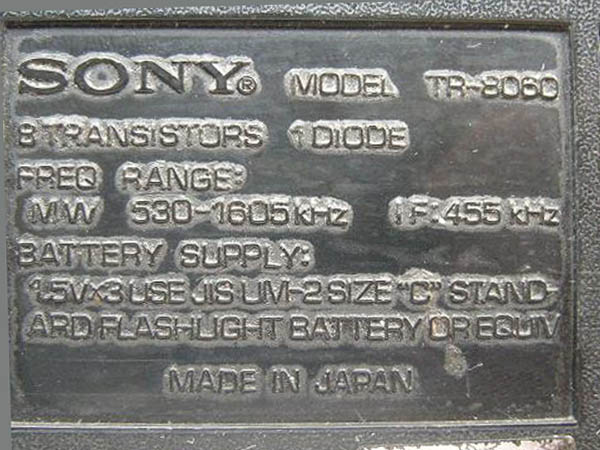 SONY® MODEL TR-8060
8 TRANSISTORS 1 DIODE
FREQ RANGE:
MW 530-1605 kHz IF: 455 kHz
BATTERY SUPPLY:
1.5V×3 USE JIS UM-2 SIZE "C" STAND-
ARD FLASHLIGHT BATTERY OR EQUIV
MADE IN JAPAN